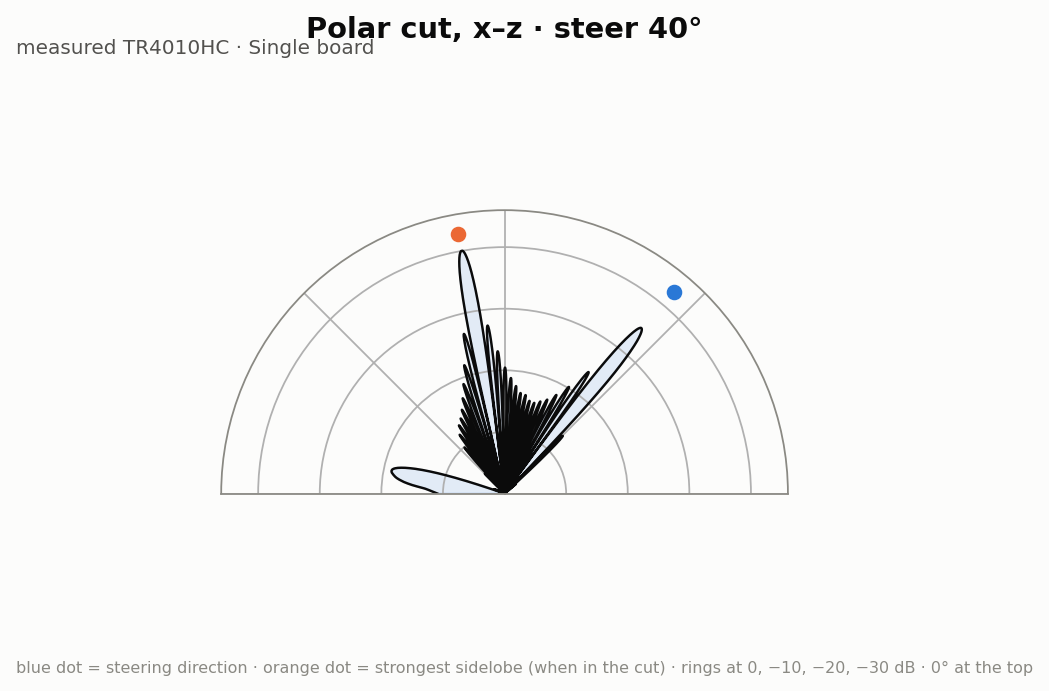 Polar cut, x–z · steer 40°
measured TR4010HC · Single board
blue dot = steering direction · orange dot = strongest sidelobe (when in the cut) · rings at 0, −10, −20, −30 dB · 0° at the top